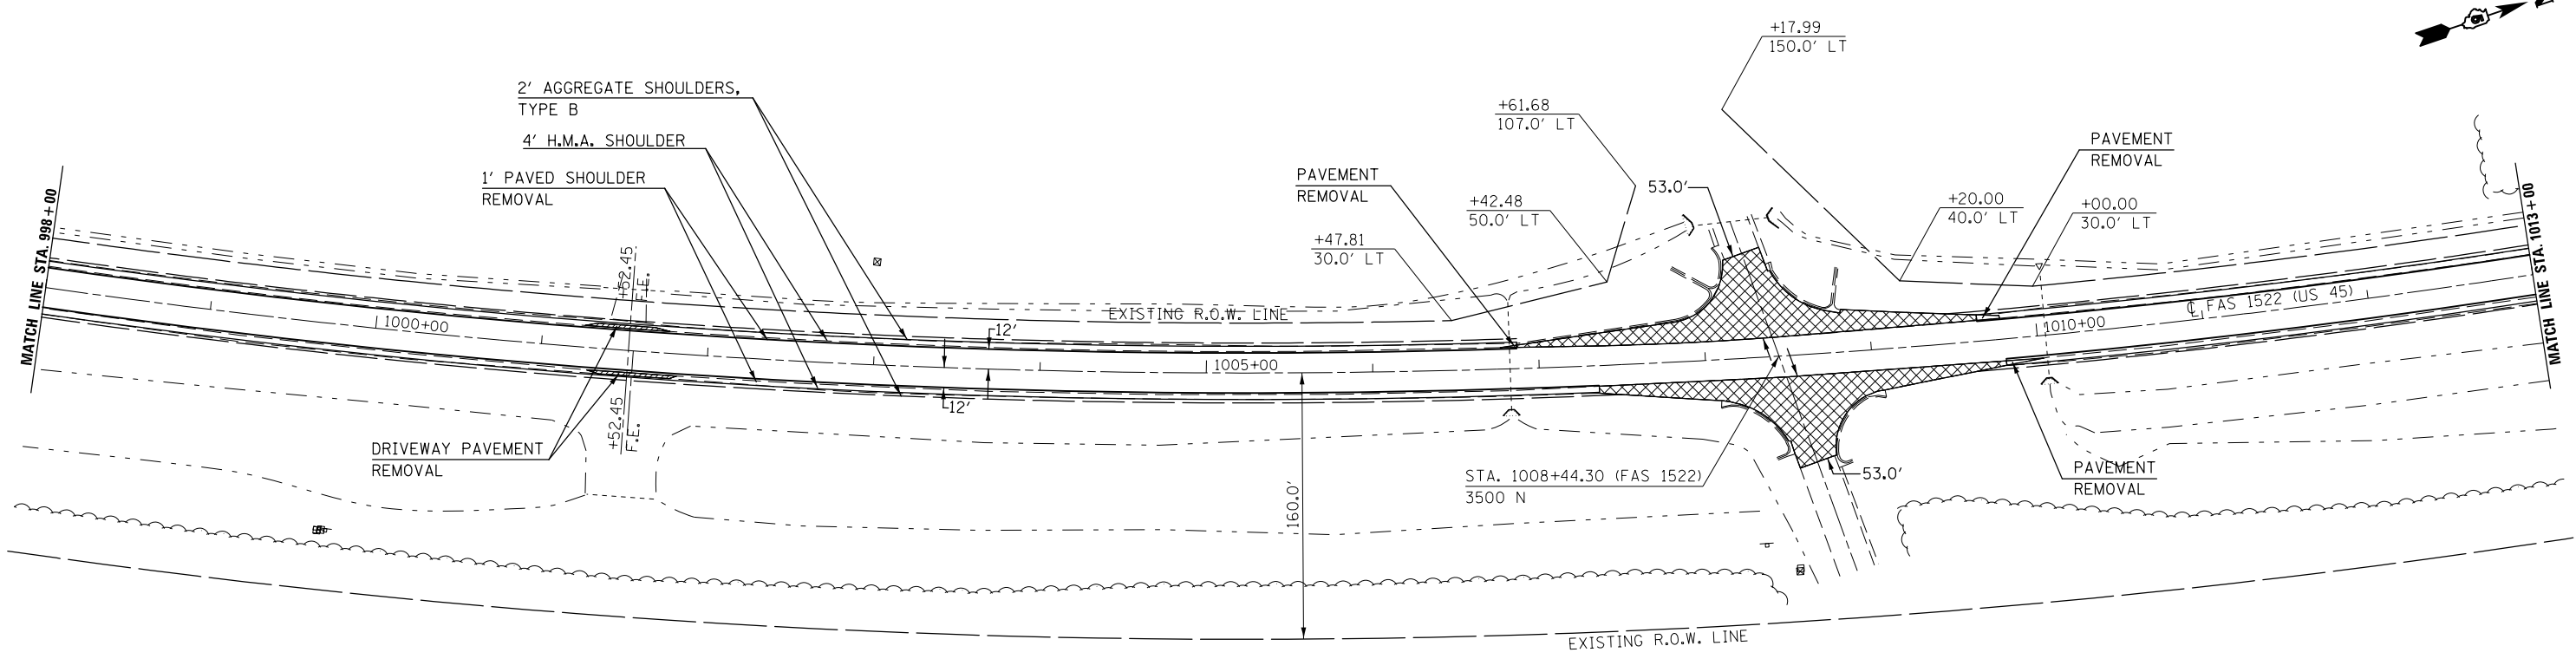 +17.99
150.0' LT
2' AGGREGATE SHOULDERS,
TYPE B
4' H.M.A. SHOULDER
1' PAVED SHOULDER
REMOVAL
+61.68
107.0' LT
PAVEMENT
REMOVAL
PAVEMENT
REMOVAL
53.0'
+42.48
50.0' LT
+47.81
30.0' LT
+20.00
40.0' LT
+00.00
30.0' LT
MATCH LINE STA. 998+00
MATCH LINE STA. 1013+00
+52.45
F.E.
EXISTING R.O.W. LINE
℄ FAS 1522 (US 45)
1000+00
12'
1005+00
1010+00
12'
+52.45
F.E.
DRIVEWAY PAVEMENT
REMOVAL
160.0'
STA. 1008+44.30 (FAS 1522)
3500 N
53.0'
PAVEMENT
REMOVAL
EXISTING R.O.W. LINE